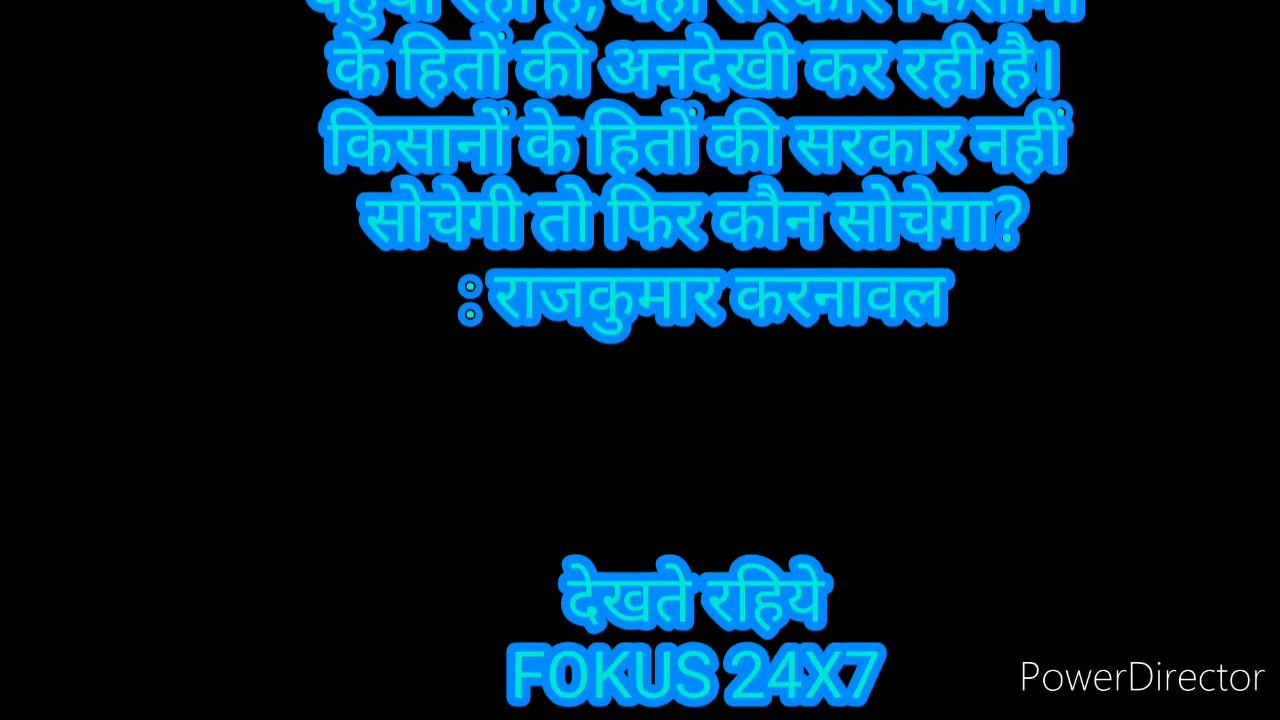 के हितों की अनदेखी कर रही है।
किसानों के हितों की सरकार नहीं
सोचेगी तो फिर कौन सोचेगा?
: राजकुमार करनावल
देखते रहिये
FOKUS 24X7
PowerDirector